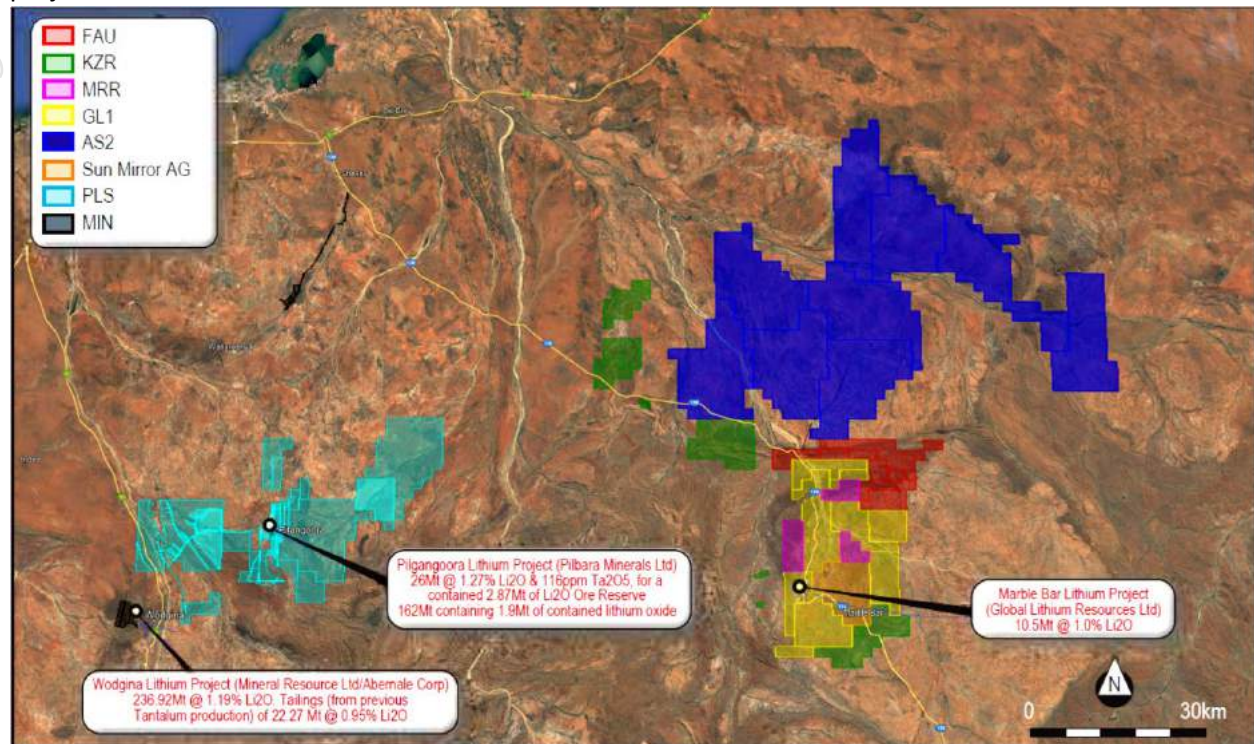 FAU
KZR
MRR
GL1
AS2
Sun Mirror AG
PLS
MIN
Pilgangoora Lithium Project (Pilbara Minerals Ltd)
26Mt @ 1.27% Li2O & 116ppm Ta2O5, for a
contained 2.87Mt of Li2O Ore Reserve
162Mt containing 1.9Mt of contained lithium oxide
Marble Bar Lithium Project
(Global Lithium Resources Ltd)
10.5Mt @ 1.0% Li2O
Wodgina Lithium Project (Mineral Resource Ltd/Abernale Corp)
236.92Mt @ 1.19% Li2O. Tailings (from previous
Tantalum production) of 22.27 Mt @ 0.95% Li2O
N
0 30km